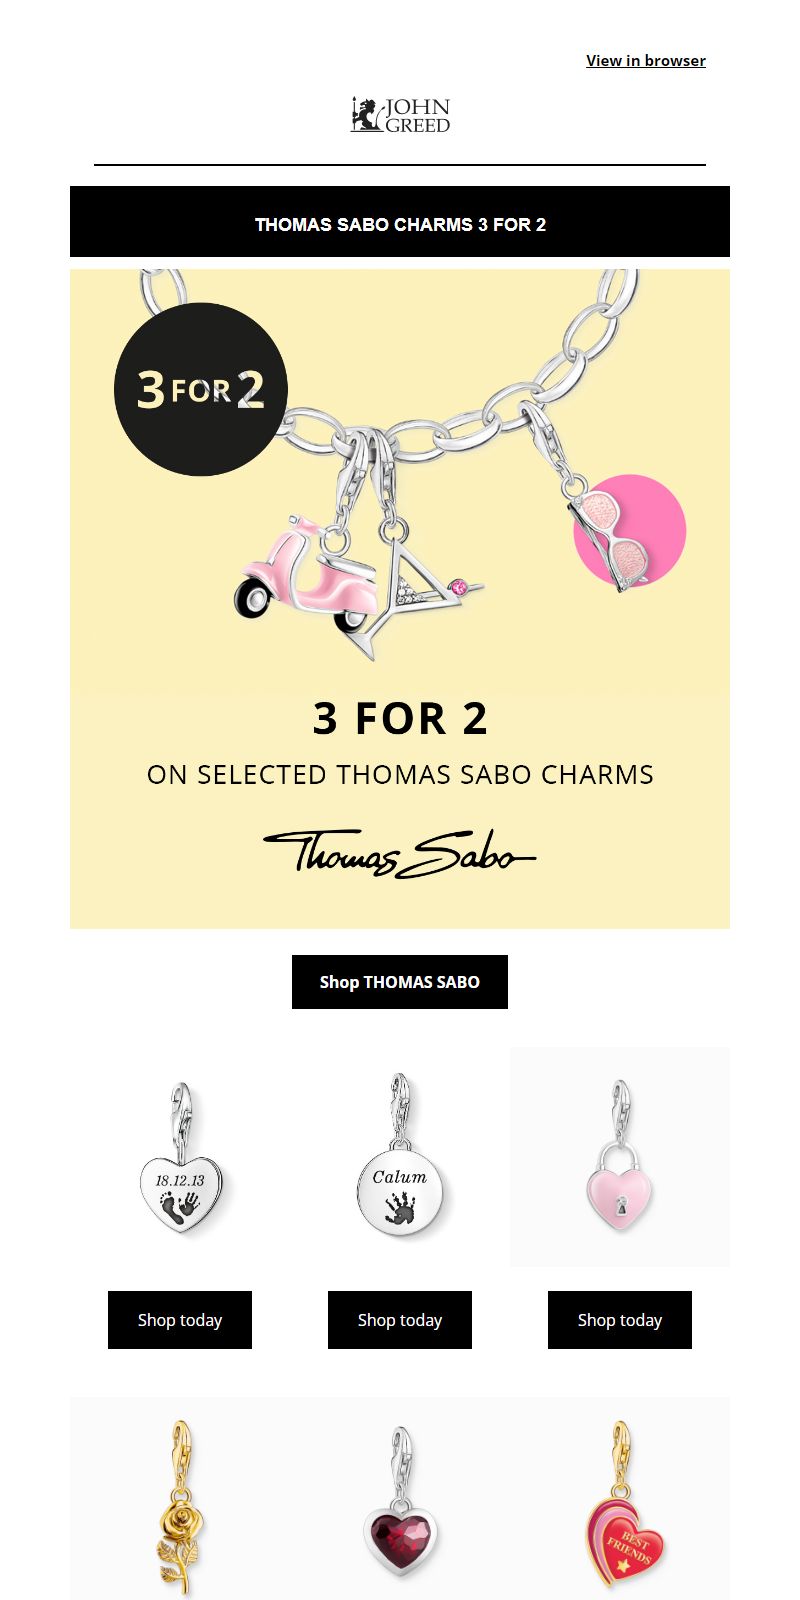 View in browser
JOHN
GREED
THOMAS SABO CHARMS 3 FOR 2
3 FOR 2
3 FOR 2
ON SELECTED THOMAS SABO CHARMS
Thomas Sabo
Shop THOMAS SABO
18.12.13
Calum
Shop today
Shop today
Shop today
BEST
FRIENDS